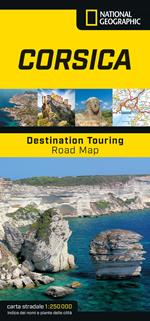 NATIONAL
GEOGRAPHIC
CORSICA
Destination Touring
Road Map
carta stradale 1:250 000
Indice dei nomi e piante delle città